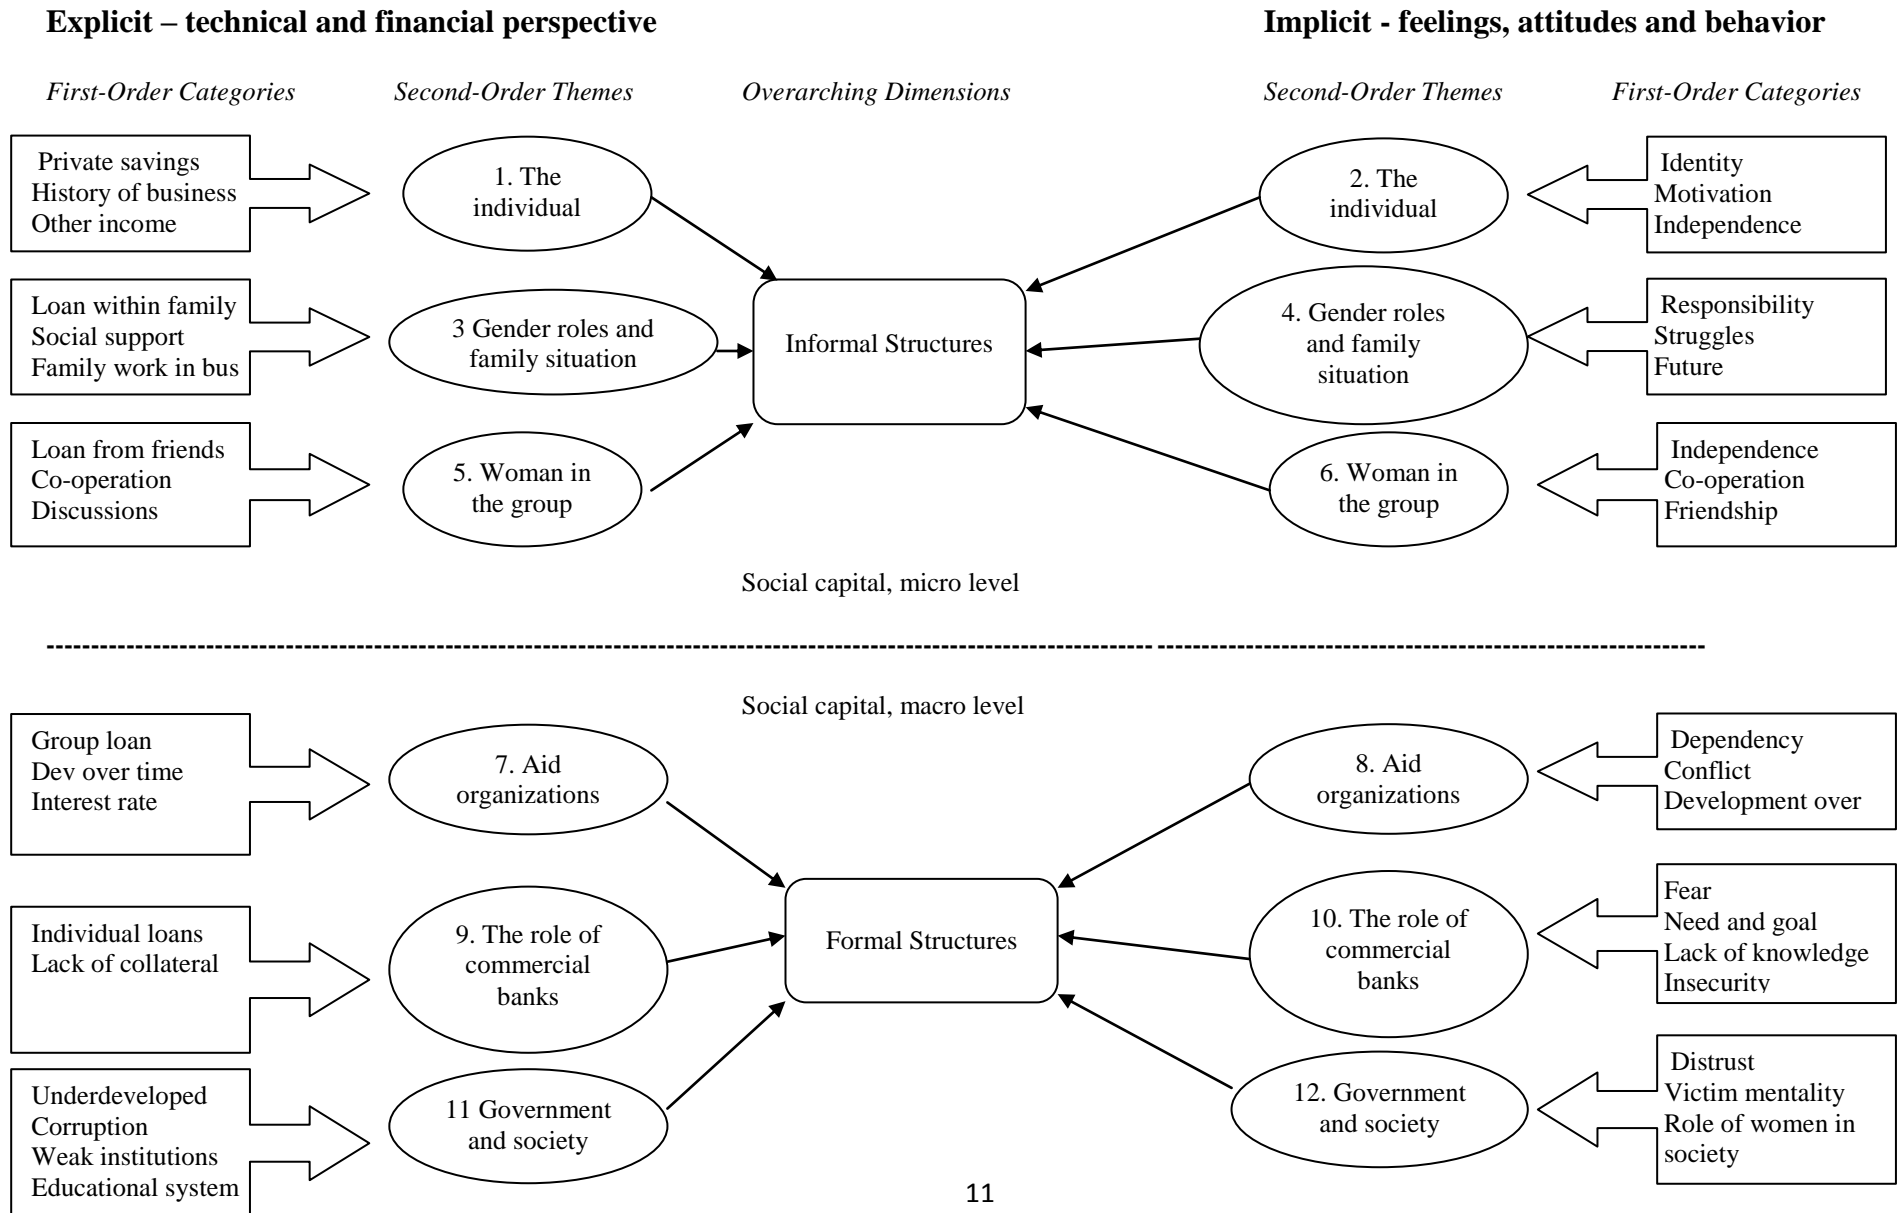 Explicit – technical and financial perspective
Implicit - feelings, attitudes and behavior
First-Order Categories
Second-Order Themes
Overarching Dimensions
Second-Order Themes
First-Order Categories
Private savings
History of business
Other income
1. The
individual
2. The
individual
Identity
Motivation
Independence
Loan within family
Social support
Family work in bus
3 Gender roles and
family situation
Informal Structures
4. Gender roles
and family
situation
Responsibility
Struggles
Future
Loan from friends
Co-operation
Discussions
5. Woman in
the group
6. Woman in
the group
Independence
Co-operation
Friendship
Social capital, micro level
Social capital, macro level
Group loan
Dev over time
Interest rate
7. Aid
organizations
8. Aid
organizations
Dependency
Conflict
Development over
Individual loans
Lack of collateral
9. The role of
commercial
banks
Formal Structures
10. The role of
commercial
banks
Fear
Need and goal
Lack of knowledge
Insecurity
Underdeveloped
Corruption
Weak institutions
Educational system
11 Government
and society
12. Government
and society
Distrust
Victim mentality
Role of women in
society
11